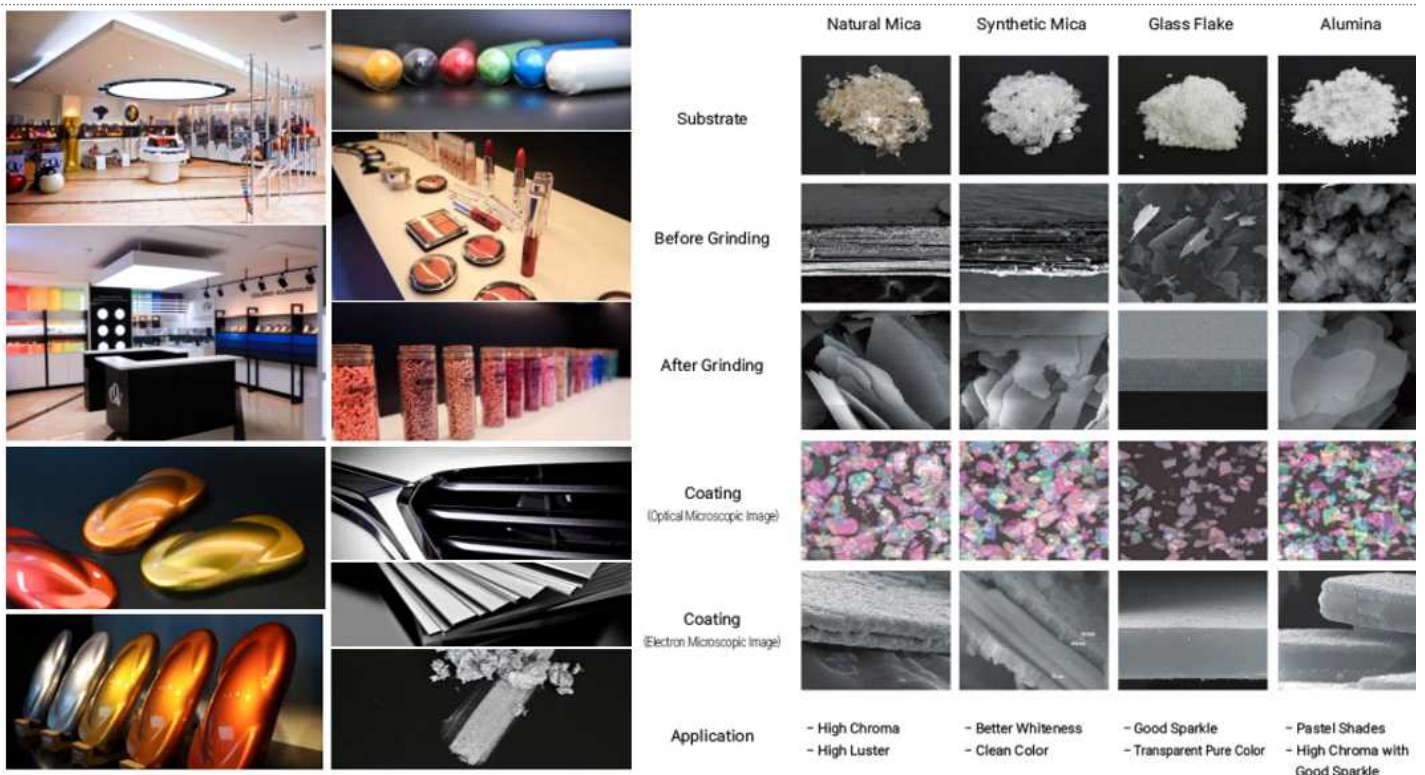 Natural Mica Synthetic Mica Glass Flake Alumina
Substrate
Before Grinding
After Grinding
Coating
(Optical Microscopic Image)
Coating
(Electron Microscopic Image)
Application
- High Chroma
- High Luster
- Better Whiteness
- Clean Color
- Good Sparkle
- Transparent Pure Color
- Pastel Shades
- High Chroma with
Good Sparkle